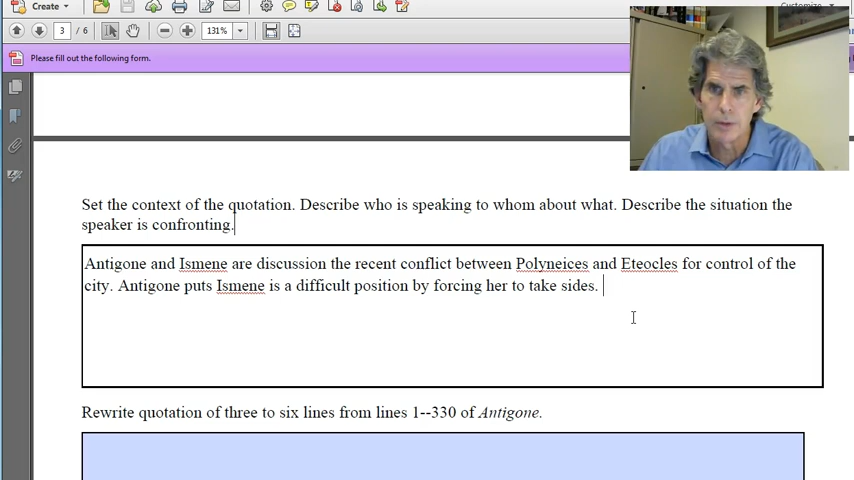 Create
Customize
3 / 6
131%
Please fill out the following form.
Set the context of the quotation. Describe who is speaking to whom about what. Describe the situation the
speaker is confronting.
Antigone and Ismene are discussion the recent conflict between Polyneices and Eteocles for control of the
city. Antigone puts Ismene is a difficult position by forcing her to take sides.
Rewrite quotation of three to six lines from lines 1--330 of Antigone.